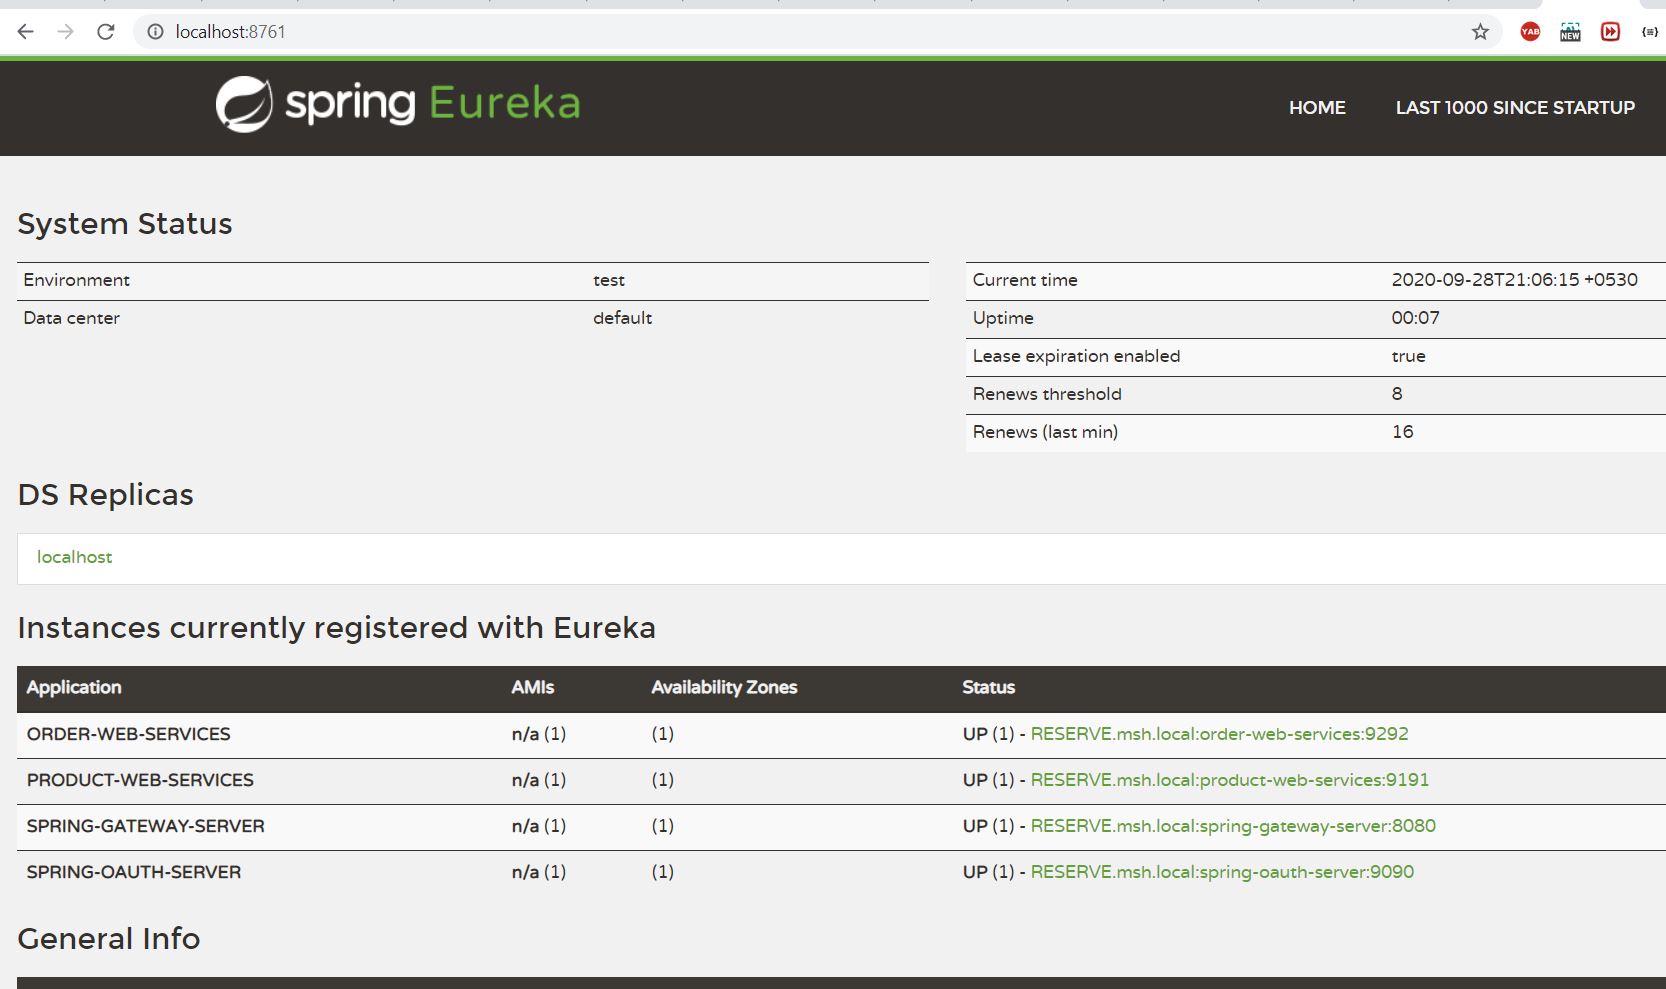 localhost:8761
YAB
NEW
spring Eureka
HOME LAST 1000 SINCE STARTUP
System Status
Environment test
Data center default
Current time 2020-09-28T21:06:15 +0530
Uptime 00:07
Lease expiration enabled true
Renews threshold 8
Renews (last min) 16
DS Replicas
localhost
Instances currently registered with Eureka
Application AMIs Availability Zones Status
ORDER-WEB-SERVICES n/a (1) (1) UP (1) - RESERVE.msh.local:order-web-services:9292
PRODUCT-WEB-SERVICES n/a (1) (1) UP (1) - RESERVE.msh.local:product-web-services:9191
SPRING-GATEWAY-SERVER n/a (1) (1) UP (1) - RESERVE.msh.local:spring-gateway-server:8080
SPRING-OAUTH-SERVER n/a (1) (1) UP (1) - RESERVE.msh.local:spring-oauth-server:9090
General Info